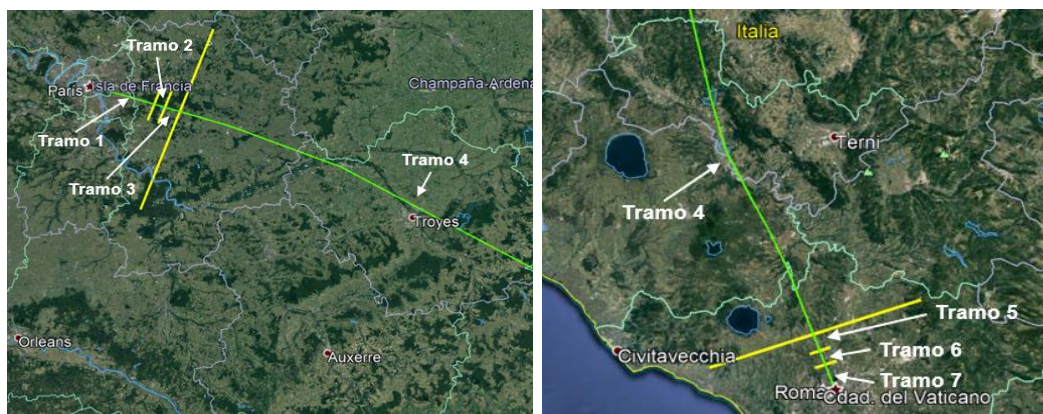 Tramo 2
París
Isla de Francia
Champaña-Ardena
Tramo 1
Tramo 3
Tramo 4
Troyes
Orleans
Auxerre
Italia
Terni
Tramo 4
Tramo 5
Civitavecchia
Tramo 6
Tramo 7
Roma
Cdad. del Vaticano